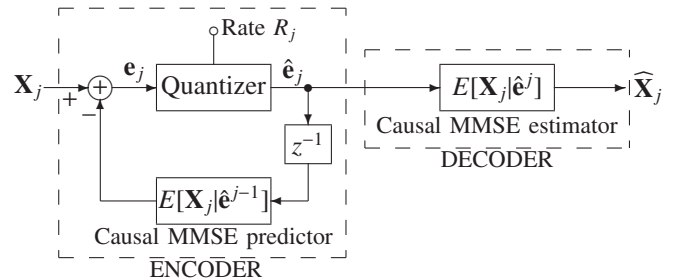 Rate R_j
X_j
+
−
e_j
Quantizer
ê_j
E[X_j|ê^j]
X̂_j
Causal MMSE estimator
DECODER
z^{-1}
E[X_j|ê^{j−1}]
Causal MMSE predictor
ENCODER